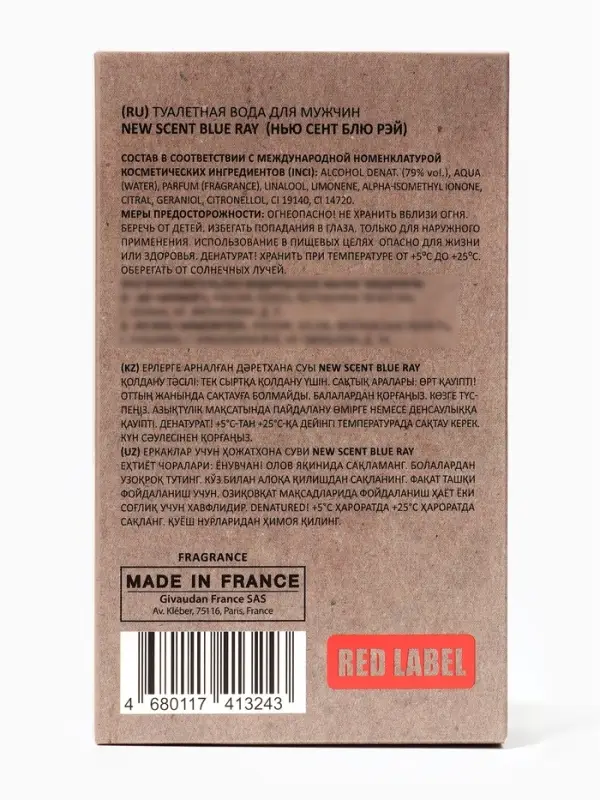 (RU) ТУАЛЕТНАЯ ВОДА ДЛЯ МУЖЧИН
NEW SCENT BLUE RAY (НЬЮ СЕНТ БЛЮ РЭЙ)
СОСТАВ В СООТВЕТСТВИИ С МЕЖДУНАРОДНОЙ НОМЕНКЛАТУРОЙ
КОСМЕТИЧЕСКИХ ИНГРЕДИЕНТОВ (INCI): ALCOHOL DENAT. (79% vol.), AQUA
(WATER), PARFUM (FRAGRANCE), LINALOOL, LIMONENE, ALPHA-ISOMETHYL IONONE,
CITRAL, GERANIOL, CITRONELLOL, CI 19140, CI 14720.
МЕРЫ ПРЕДОСТОРОЖНОСТИ: ОГНЕОПАСНО! НЕ ХРАНИТЬ ВБЛИЗИ ОГНЯ.
БЕРЕЧЬ ОТ ДЕТЕЙ. ИЗБЕГАТЬ ПОПАДАНИЯ В ГЛАЗА. ТОЛЬКО ДЛЯ НАРУЖНОГО
ПРИМЕНЕНИЯ. ИСПОЛЬЗОВАНИЕ В ПИЩЕВЫХ ЦЕЛЯХ ОПАСНО ДЛЯ ЖИЗНИ
ИЛИ ЗДОРОВЬЯ. ДЕНАТУРАТ! ХРАНИТЬ ПРИ ТЕМПЕРАТУРЕ ОТ +5°C ДО +25°C.
ОБЕРЕГАТЬ ОТ СОЛНЕЧНЫХ ЛУЧЕЙ.
(KZ) ЕРЛЕРГЕ АРНАЛҒАН ДӘРЕТХАНА СУЫ NEW SCENT BLUE RAY
ҚОЛДАНУ ТӘСІЛІ: ТЕК СЫРТҚА ҚОЛДАНУ ҮШІН. САҚТЫҚ АРАЛАРЫ: ӨРТ ҚАУІПТІ!
ОТТЫҢ ЖАНЫНДА САҚТАУҒА БОЛМАЙДЫ. БАЛАЛАРДАН ҚОРҒАҢЫЗ. КӨЗГЕ ТҮС-
ПЕҢІЗ. АЗЫҚТҮЛІК МАҚСАТЫНДА ПАЙДАЛАНУ ӨМІРГЕ НЕМЕСЕ ДЕНСАУЛЫҚҚА
ҚАУІПТІ. ДЕНАТУРАТ! +5°С-ТАН +25°С-ҚА ДЕЙІНГІ ТЕМПЕРАТУРАДА САҚТАУ КЕРЕК.
КҮН СӘУЛЕСІНЕН ҚОРҒАҢЫЗ.
(UZ) ЕРКАКЛАР УЧУН ҲОЖАТХОНА СУВИ NEW SCENT BLUE RAY
ЕҲТИЁТ ЧОРАЛАРИ: ЁНУВЧАН! ОЛОВ ЯҚИНИДА САҚЛАМАНГ. БОЛАЛАРДАН
УЗОҚРОҚ ТУТИНГ. КЎЗ БИЛАН АЛОҚА ҚИЛИШДАН САҚЛАНИНГ. ФАҚАТ ТАШҚИ
ФОЙДАЛАНИШ УЧУН. ОЗИҚОВҚАТ МАҚСАДЛАРИДА ФОЙДАЛАНИШ ҲАЁТ ЁКИ
СОҒЛИҚ УЧУН ХАВФЛИДИР. DENATURED! +5°С ҲАРОРАТДА +25°С ҲАРОРАТДА
САҚЛАНГ. ҚУЁШ НУРЛАРИДАН ҲИМОЯ ҚИЛИНГ.
FRAGRANCE
MADE IN FRANCE
Givaudan France SAS
Av. Kléber, 75116, Paris, France
RED LABEL
4 680117 413243